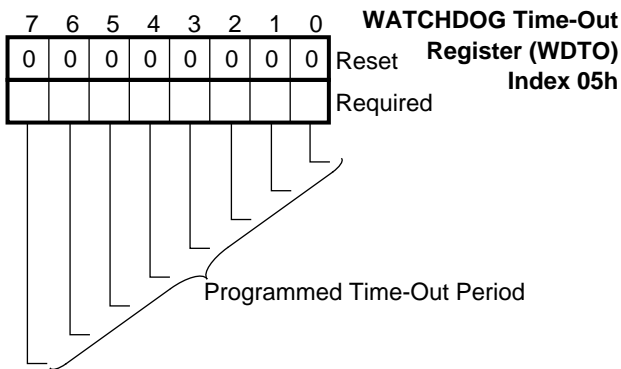 7 6 5 4 3 2 1 0
WATCHDOG Time-Out
Register (WDTO)
Index 05h
0 0 0 0 0 0 0 0 Reset
Required
Programmed Time-Out Period